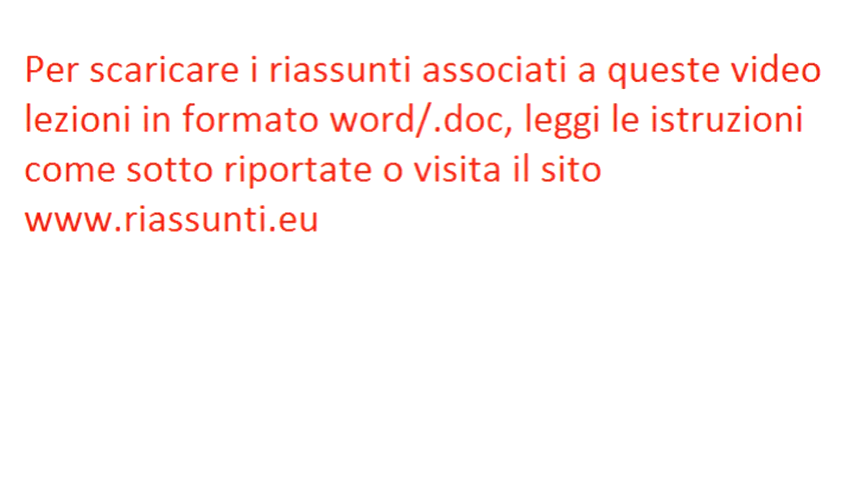 Per scaricare i riassunti associati a queste video
lezioni in formato word/.doc, leggi le istruzioni
come sotto riportate o visita il sito
www.riassunti.eu